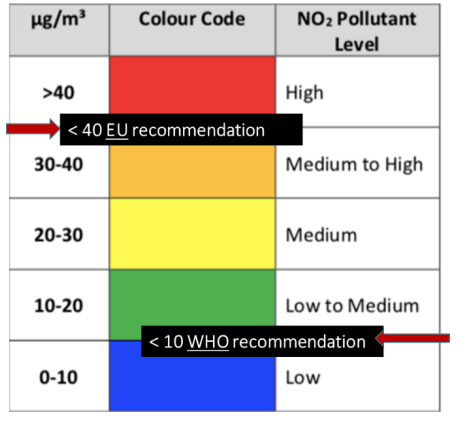 µg/m³ Colour Code NO₂ Pollutant
Level
>40 High
< 40 EU recommendation
30-40 Medium to High
20-30 Medium
10-20 Low to Medium
< 10 WHO recommendation
0-10 Low